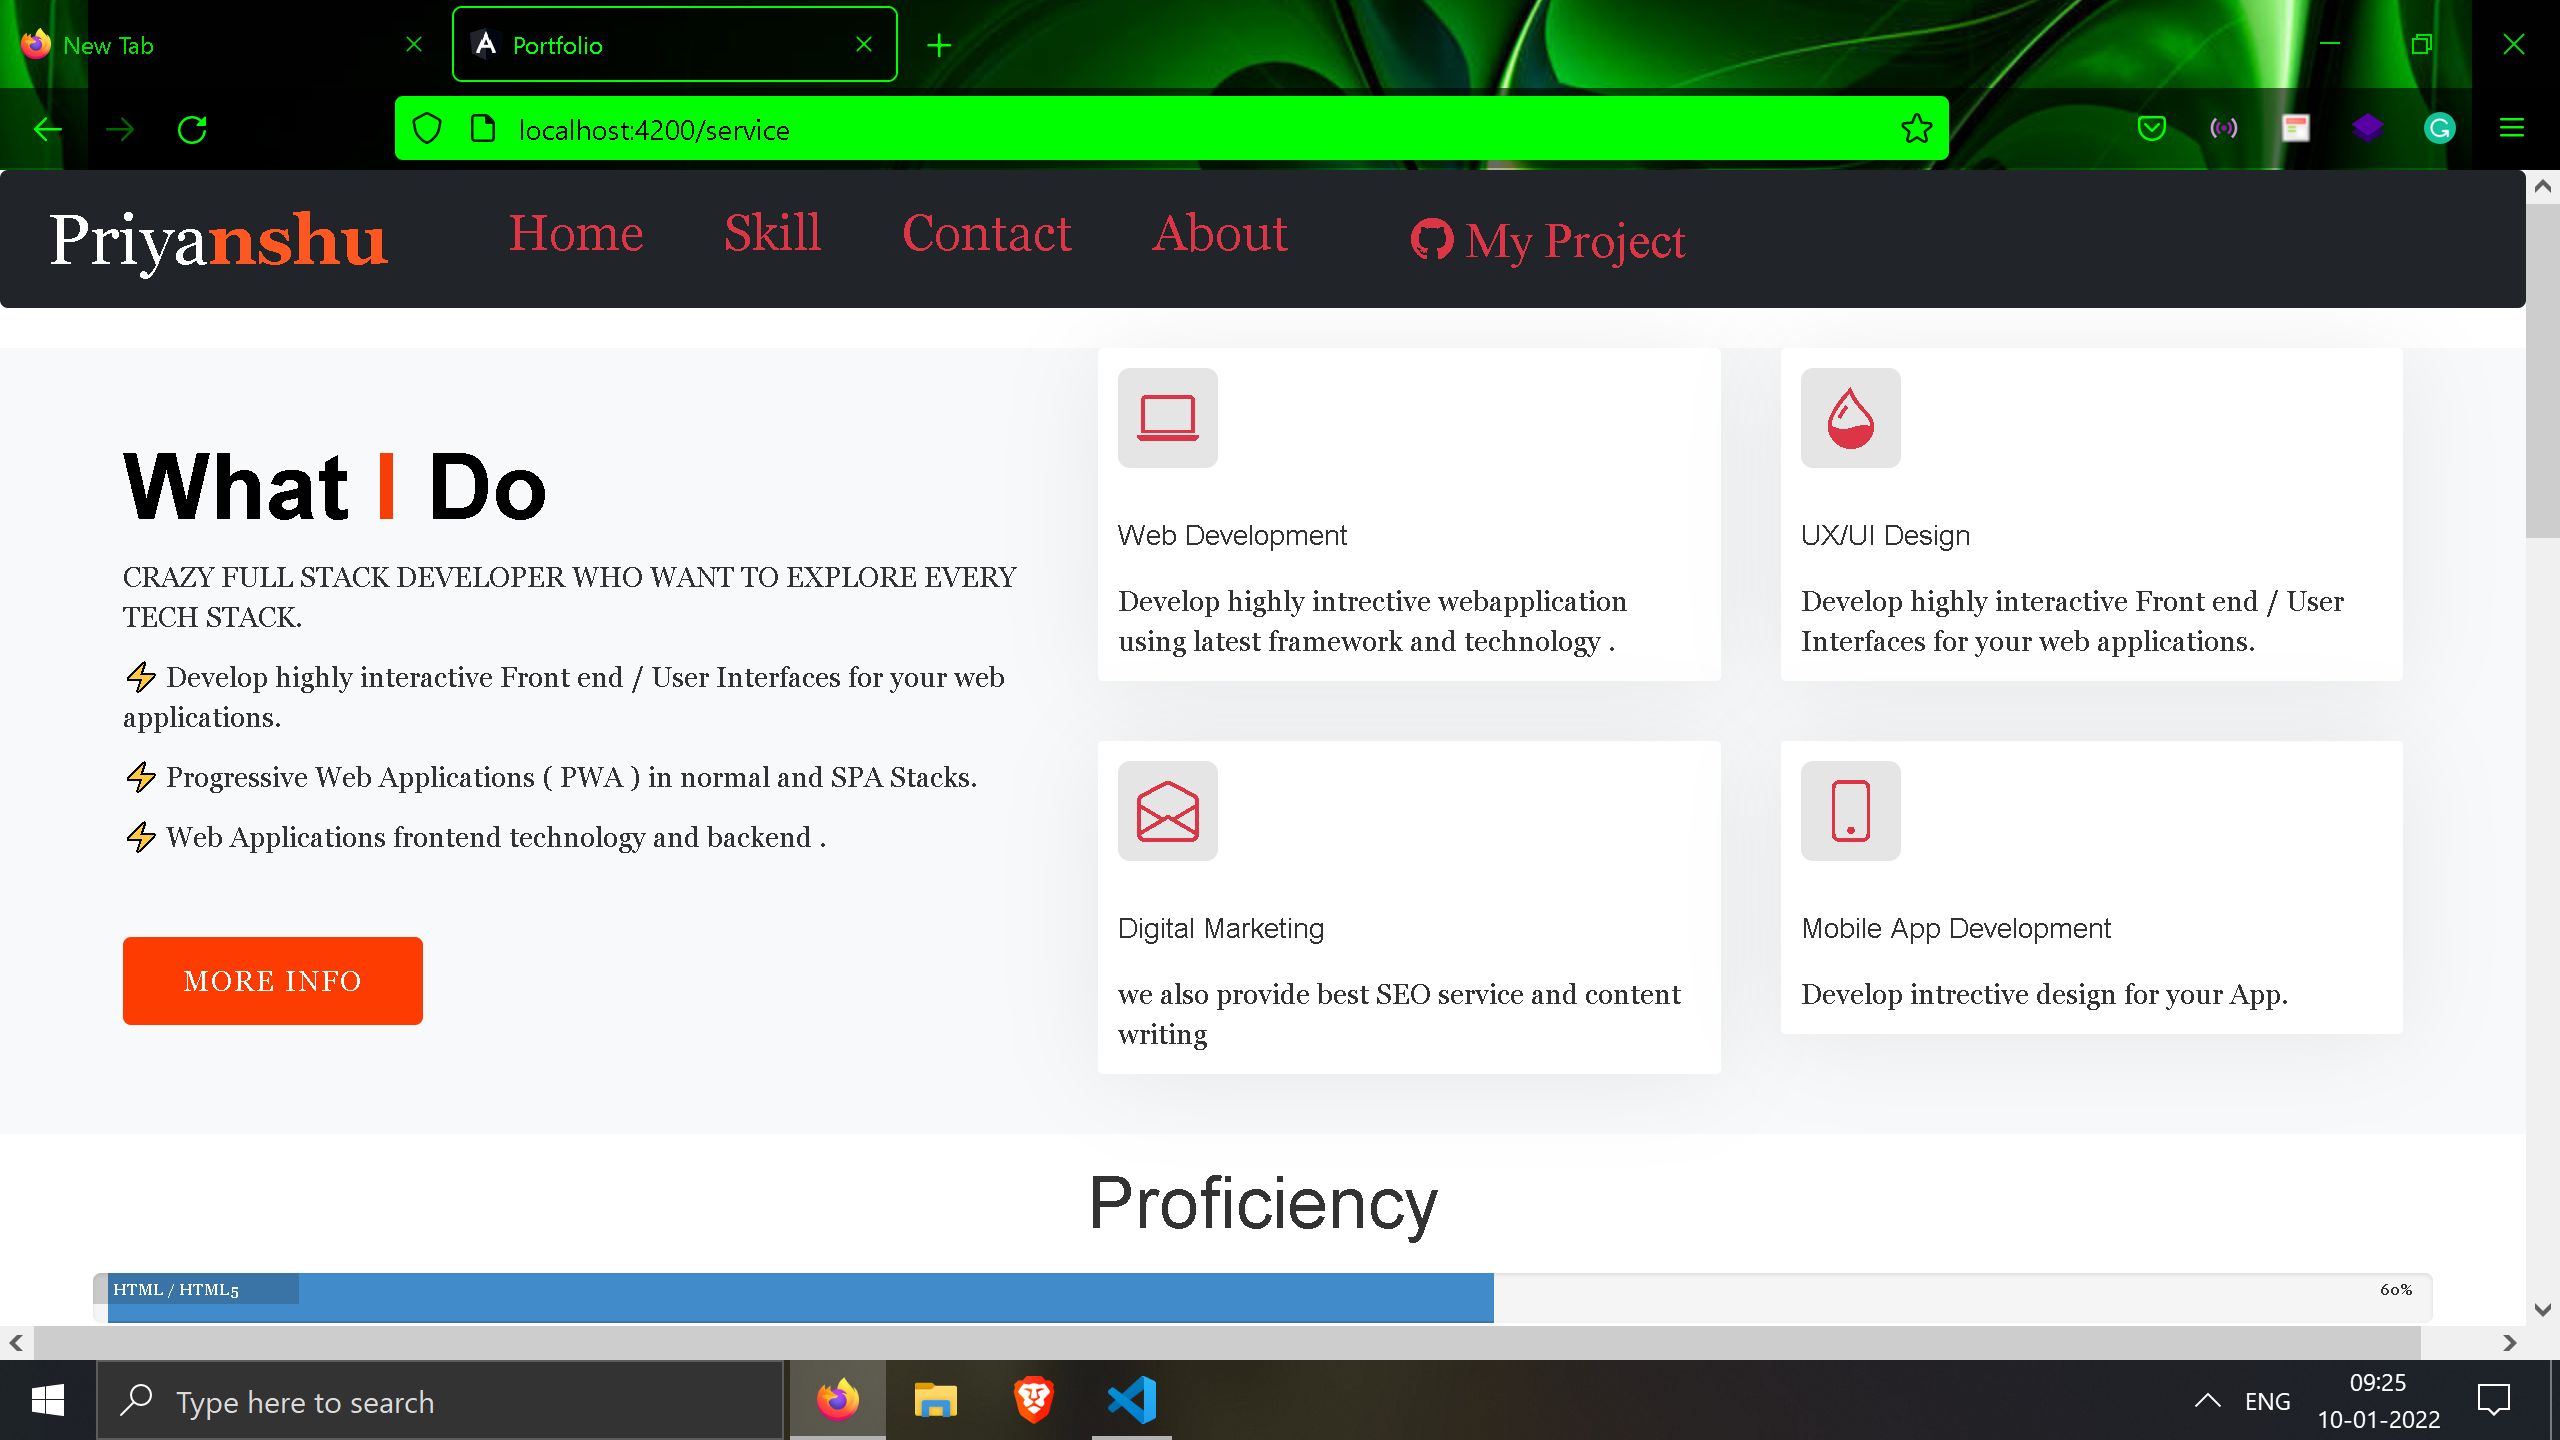 New Tab
Portfolio
localhost:4200/service
Priyanshu
Home
Skill
Contact
About
My Project
What I Do
CRAZY FULL STACK DEVELOPER WHO WANT TO EXPLORE EVERY
TECH STACK.
⚡ Develop highly interactive Front end / User Interfaces for your web
applications.
⚡ Progressive Web Applications ( PWA ) in normal and SPA Stacks.
⚡ Web Applications frontend technology and backend .
MORE INFO
Web Development
Develop highly intrective webapplication
using latest framework and technology .
UX/UI Design
Develop highly interactive Front end / User
Interfaces for your web applications.
Digital Marketing
we also provide best SEO service and content
writing
Mobile App Development
Develop intrective design for your App.
Proficiency
HTML / HTML5
60%
Type here to search
ENG
09:25
10-01-2022